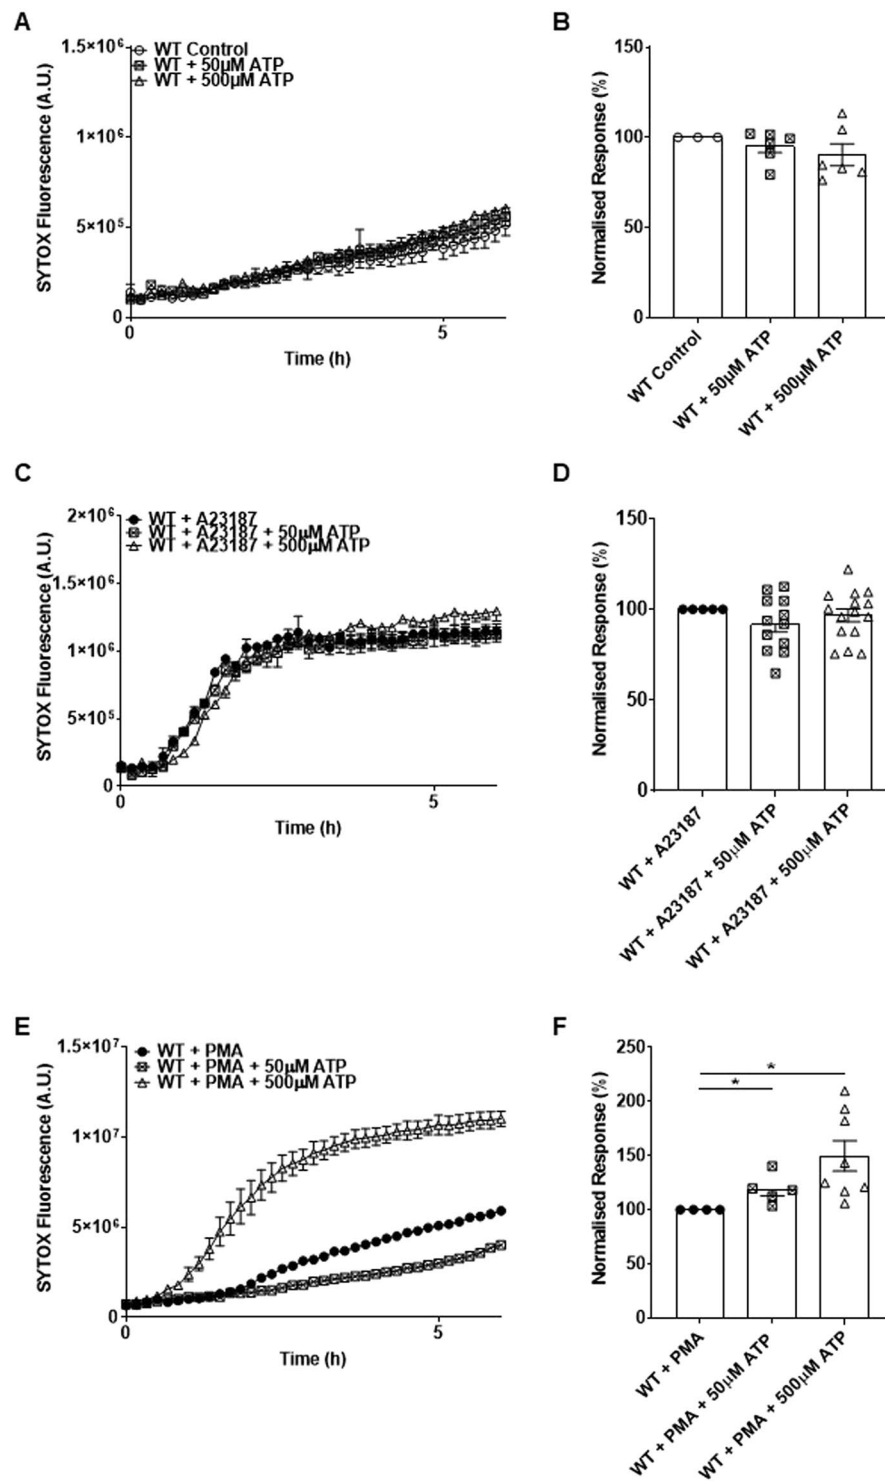 A
SYTOX Fluorescence (A.U.)
1.5×10⁶
1×10⁶
5×10⁵
0
0
5
Time (h)
WT Control
WT + 50µM ATP
WT + 500µM ATP
B
Normalised Response (%)
150
100
50
0
WT Control
WT + 50µM ATP
WT + 500µM ATP
C
SYTOX Fluorescence (A.U.)
2×10⁶
1.5×10⁶
1×10⁶
5×10⁵
0
0
5
Time (h)
WT + A23187
WT + A23187 + 50µM ATP
WT + A23187 + 500µM ATP
D
Normalised Response (%)
150
100
50
0
WT + A23187
WT + A23187 + 50µM ATP
WT + A23187 + 500µM ATP
E
SYTOX Fluorescence (A.U.)
1.5×10⁷
1×10⁷
5×10⁶
0
0
5
Time (h)
WT + PMA
WT + PMA + 50µM ATP
WT + PMA + 500µM ATP
F
Normalised Response (%)
250
200
150
100
50
0
*
*
WT + PMA
WT + PMA + 50µM ATP
WT + PMA + 500µM ATP